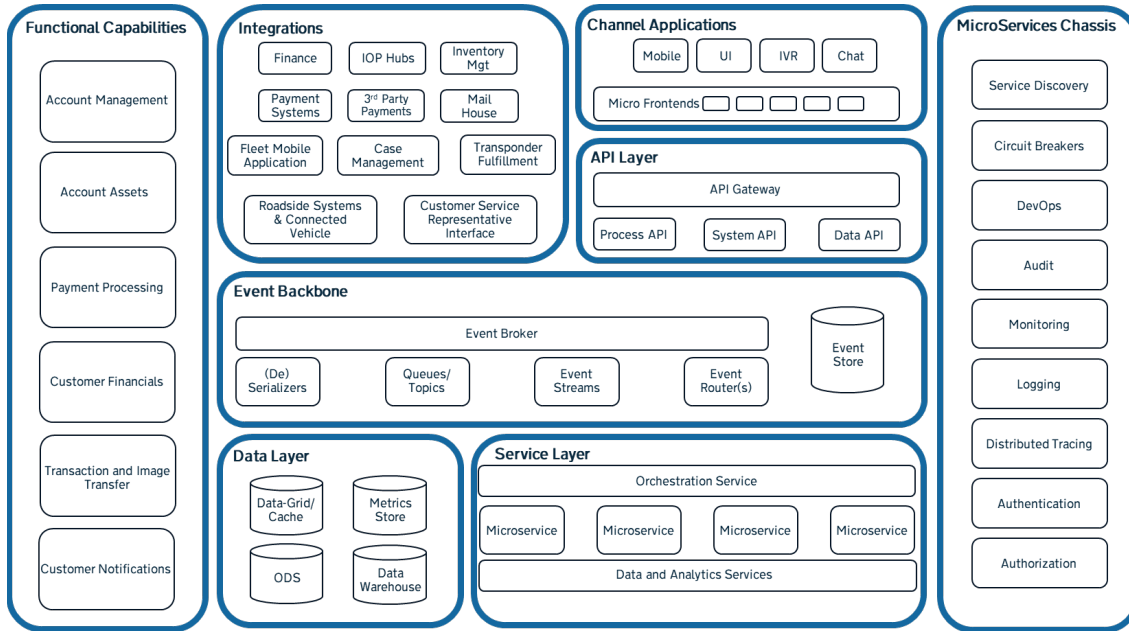 Functional Capabilities
Account Management
Account Assets
Payment Processing
Customer Financials
Transaction and Image
Transfer
Customer Notifications
Integrations
Finance
IOP Hubs
Inventory
Mgt
Payment
Systems
3rd Party
Payments
Mail
House
Fleet Mobile
Application
Case
Management
Transponder
Fulfillment
Roadside Systems
& Connected
Vehicle
Customer Service
Representative
Interface
Channel Applications
Mobile
UI
IVR
Chat
Micro Frontends
API Layer
API Gateway
Process API
System API
Data API
Event Backbone
Event Broker
(De)
Serializers
Queues/
Topics
Event
Streams
Event
Router(s)
Event
Store
Data Layer
Data-Grid/
Cache
Metrics
Store
ODS
Data
Warehouse
Service Layer
Orchestration Service
Microservice
Microservice
Microservice
Microservice
Data and Analytics Services
MicroServices Chassis
Service Discovery
Circuit Breakers
DevOps
Audit
Monitoring
Logging
Distributed Tracing
Authentication
Authorization